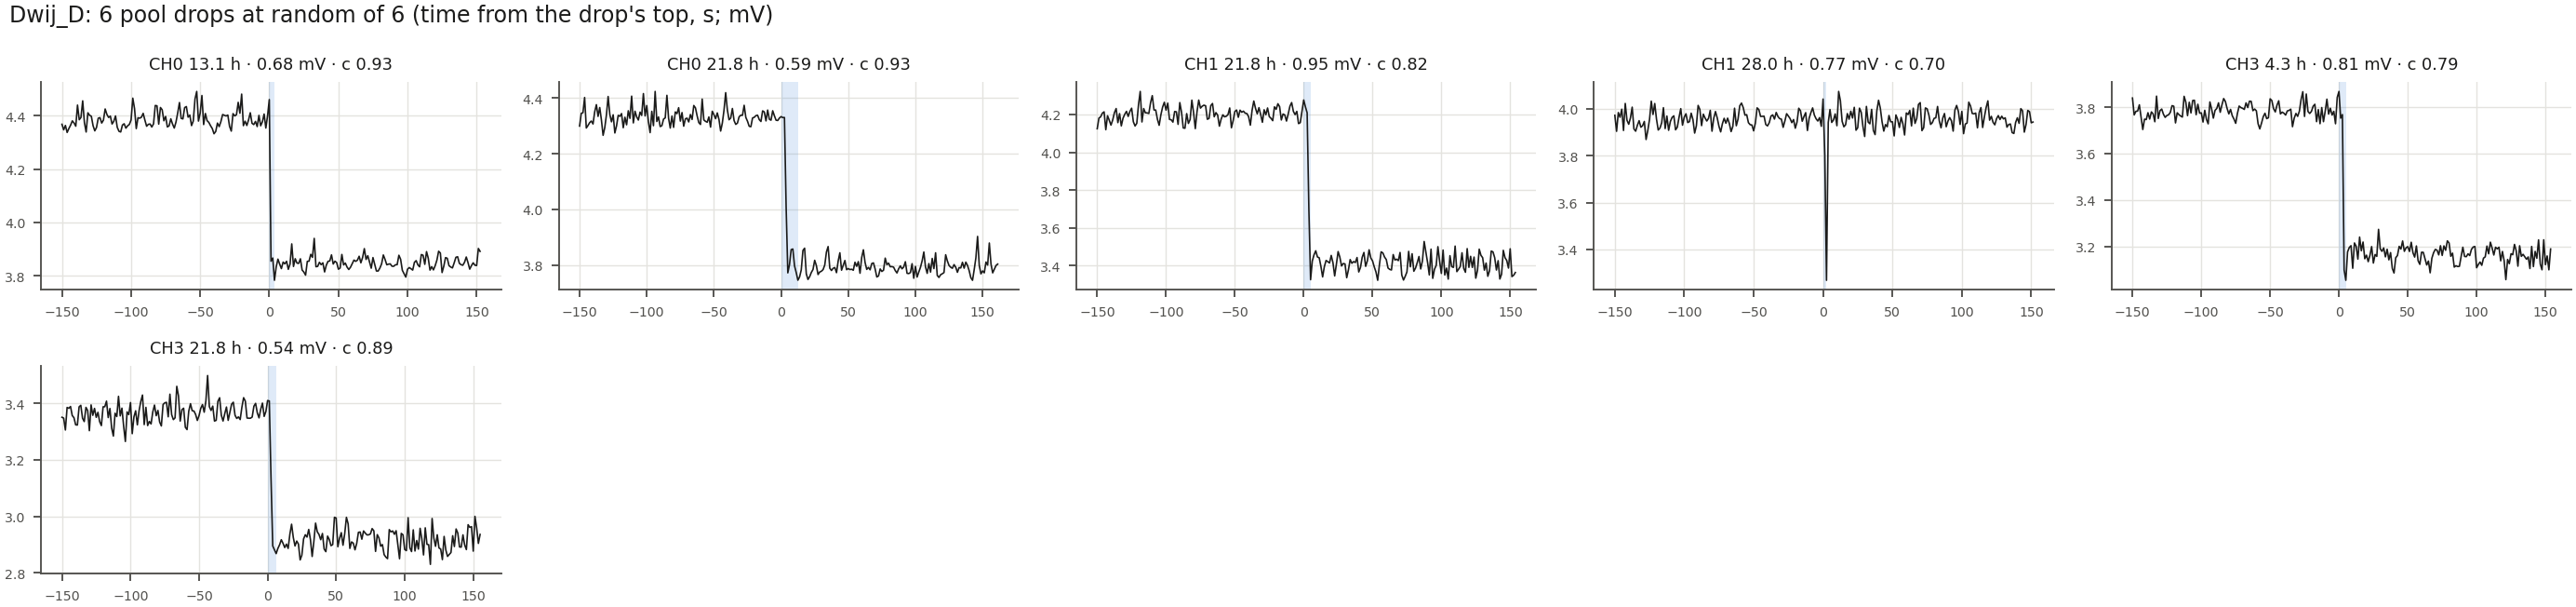 Dwij_D: 6 pool drops at random of 6 (time from the drop's top, s; mV)
CH0 13.1 h · 0.68 mV · c 0.93
4.4
4.2
4.0
3.8
−150 −100 −50 0 50 100 150
CH0 21.8 h · 0.59 mV · c 0.93
4.4
4.2
4.0
3.8
−150 −100 −50 0 50 100 150
CH1 21.8 h · 0.95 mV · c 0.82
4.2
4.0
3.8
3.6
3.4
−150 −100 −50 0 50 100 150
CH1 28.0 h · 0.77 mV · c 0.70
4.0
3.8
3.6
3.4
−150 −100 −50 0 50 100 150
CH3 4.3 h · 0.81 mV · c 0.79
3.8
3.6
3.4
3.2
−150 −100 −50 0 50 100 150
CH3 21.8 h · 0.54 mV · c 0.89
3.4
3.2
3.0
2.8
−150 −100 −50 0 50 100 150